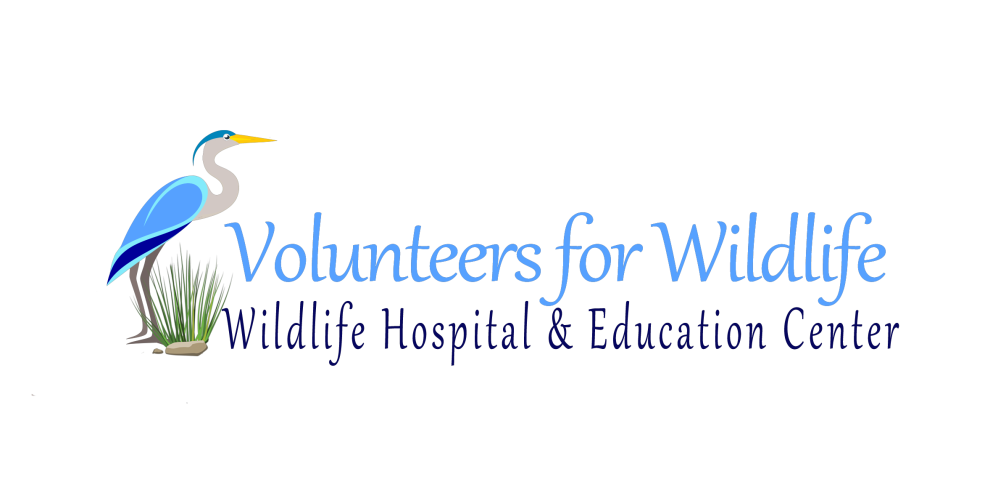 Volunteers for Wildlife
Wildlife Hospital & Education Center